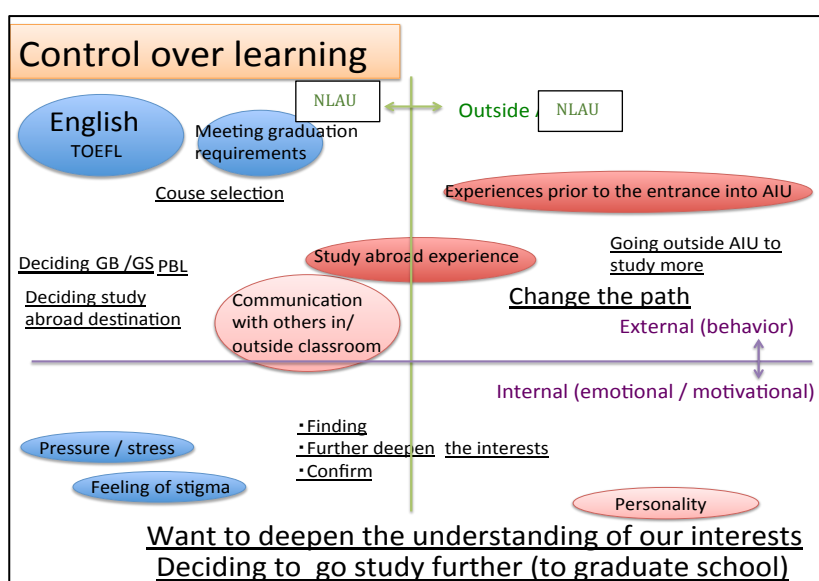 Control over learning
NLAU
Outside
NLAU
English
TOEFL
Meeting graduation
requirements
Couse selection
Experiences prior to the entrance into AIU
Study abroad experience
Going outside AIU to
study more
Deciding GB /GS PBL
Deciding study
abroad destination
Communication
with others in/
outside classroom
Change the path
External (behavior)
Internal (emotional / motivational)
・Finding
・Further deepen the interests
・Confirm
Pressure / stress
Feeling of stigma
Personality
Want to deepen the understanding of our interests
Deciding to go study further (to graduate school)